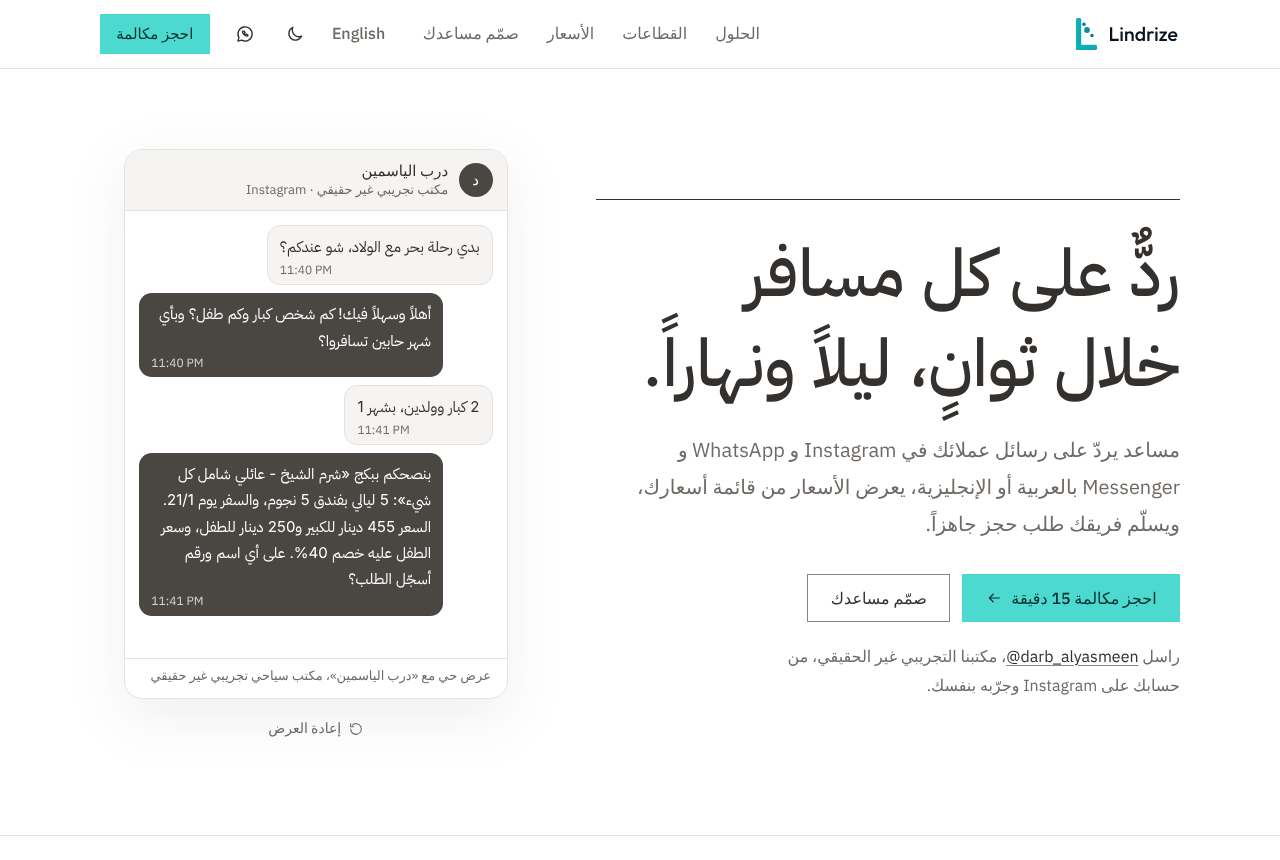 Lindrize
الحلول
القطاعات
الأسعار
صمّم مساعدك
English
احجز مكالمة
ردٌّ على كل مسافر
خلال ثوانٍ، ليلاً ونهاراً.
مساعد يردّ على رسائل عملائك في Instagram و WhatsApp و
Messenger بالعربية أو الإنجليزية، يعرض الأسعار من قائمة أسعارك،
ويسلّم فريقك طلب حجز جاهزاً.
احجز مكالمة 15 دقيقة ←
صمّم مساعدك
راسل @darb_alyasmeen، مكتبنا التجريبي غير الحقيقي، من
حسابك على Instagram وجرّبه بنفسك.
د
درب الياسمين
مكتب تجريبي غير حقيقي · Instagram
بدي رحلة بحر مع الولاد، شو عندكم؟
11:40 PM
أهلاً وسهلاً فيك! كم شخص كبار وكم طفل؟ وبأي
شهر حابين تسافروا؟
11:40 PM
2 كبار وولدين، بشهر 1
11:41 PM
بنصحكم ببكج «شرم الشيخ - عائلي شامل كل
شيء»: 5 ليالي بفندق 5 نجوم، والسفر يوم 21/1.
السعر 455 دينار للكبير و250 دينار للطفل، وسعر
الطفل عليه خصم 40%. على أي اسم ورقم
أسجّل الطلب؟
11:41 PM
عرض حي مع «درب الياسمين»، مكتب سياحي تجريبي غير حقيقي
إعادة العرض